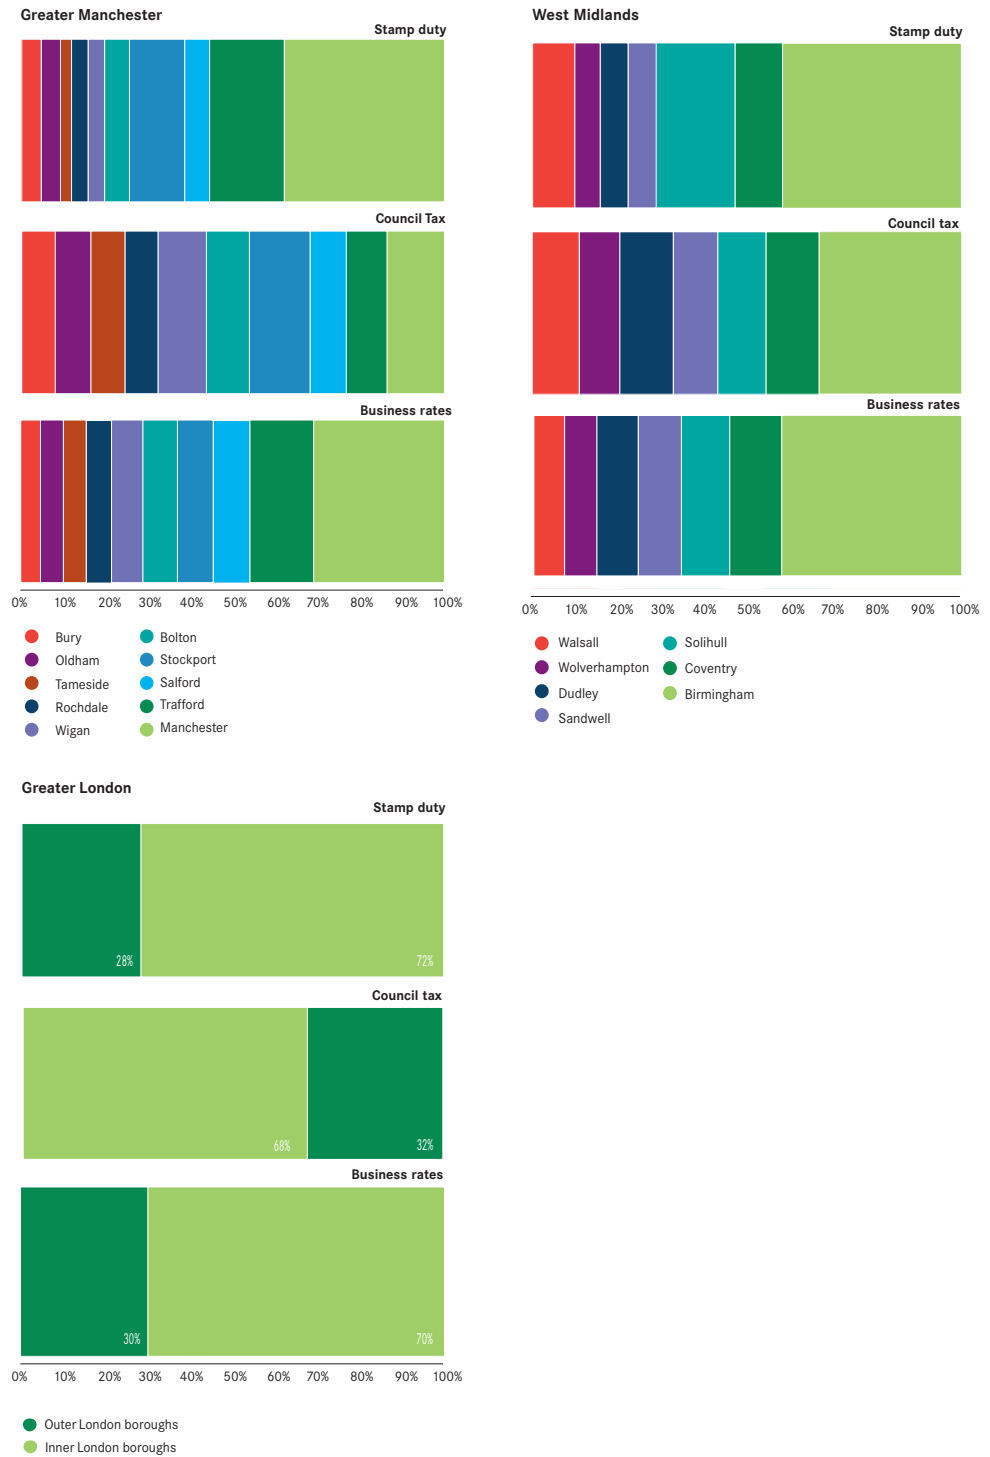 Greater Manchester
Stamp duty
Council Tax
Business rates
0% 10% 20% 30% 40% 50% 60% 70% 80% 90% 100%
Bury
Oldham
Tameside
Rochdale
Wigan
Bolton
Stockport
Salford
Trafford
Manchester
West Midlands
Stamp duty
Council tax
Business rates
0% 10% 20% 30% 40% 50% 60% 70% 80% 90% 100%
Walsall
Wolverhampton
Dudley
Sandwell
Solihull
Coventry
Birmingham
Greater London
Stamp duty
28% 72%
Council tax
68% 32%
Business rates
30% 70%
0% 10% 20% 30% 40% 50% 60% 70% 80% 90% 100%
Outer London boroughs
Inner London boroughs